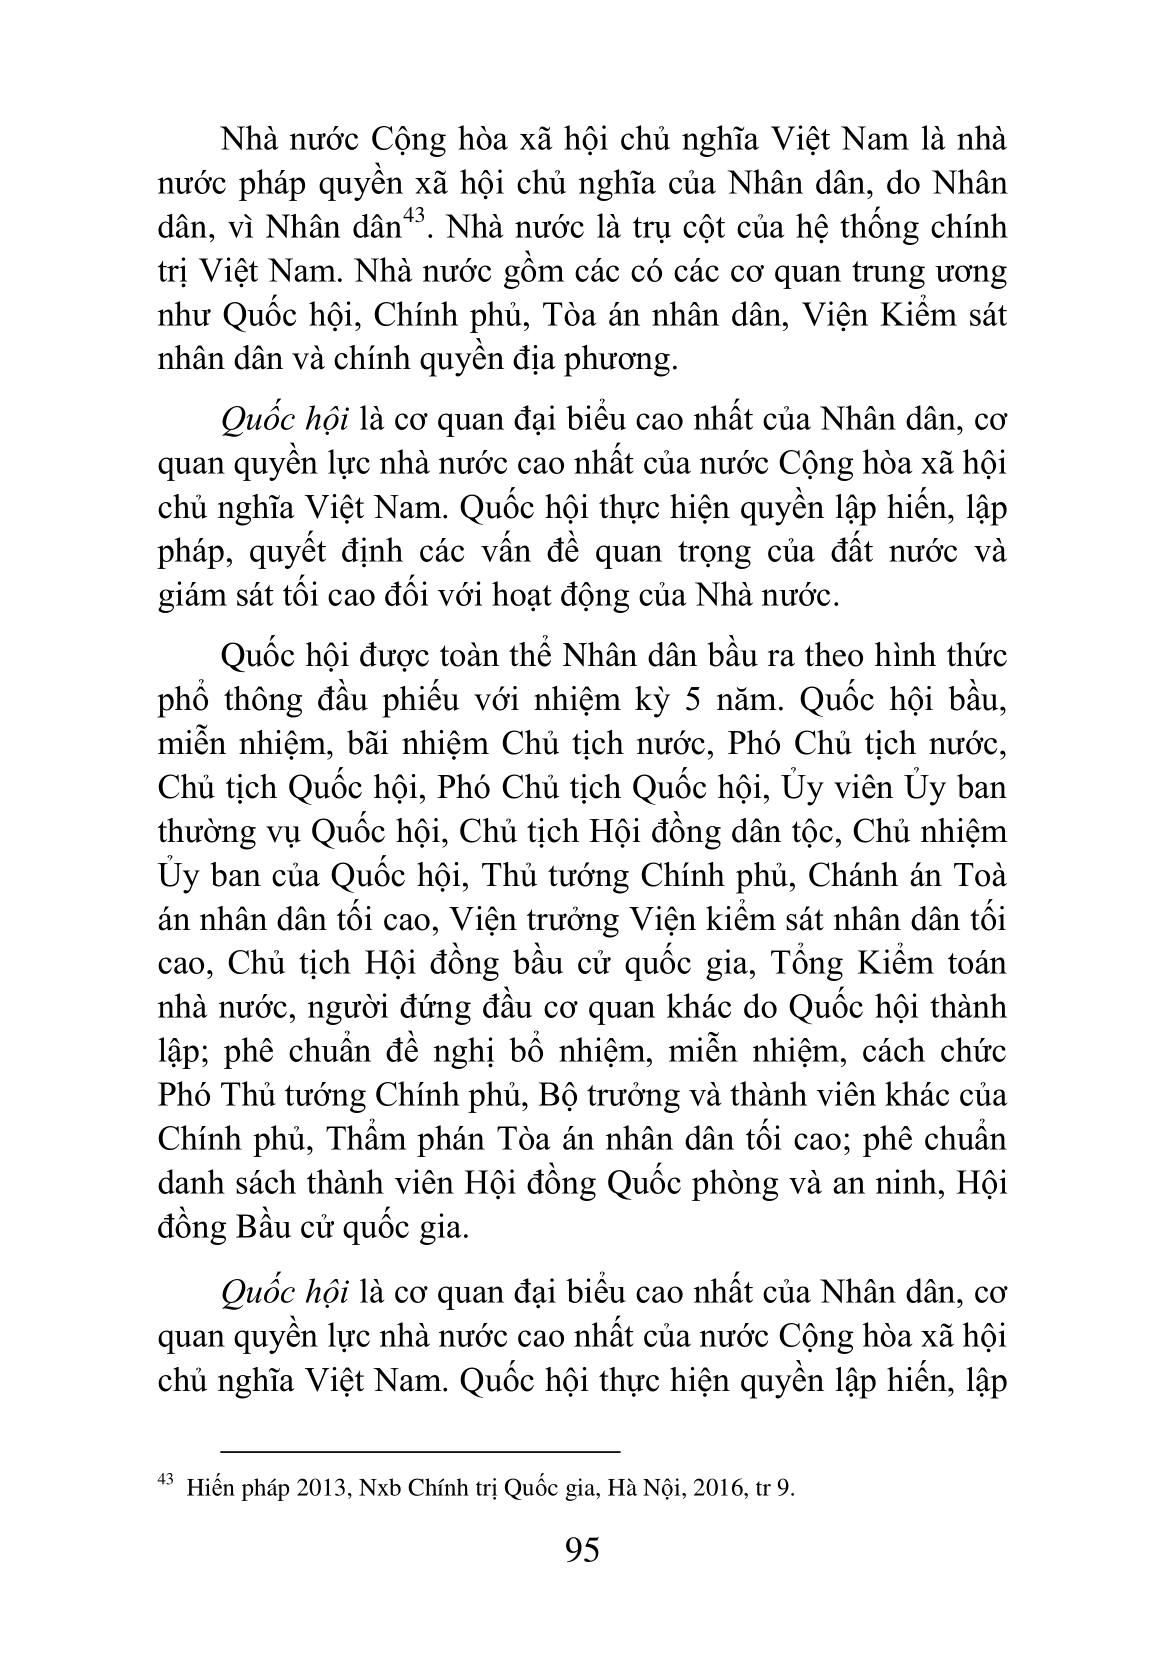 Nhà nước Cộng hòa xã hội chủ nghĩa Việt Nam là nhà
nước pháp quyền xã hội chủ nghĩa của Nhân dân, do Nhân
dân, vì Nhân dân43. Nhà nước là trụ cột của hệ thống chính
trị Việt Nam. Nhà nước gồm các có các cơ quan trung ương
như Quốc hội, Chính phủ, Tòa án nhân dân, Viện Kiểm sát
nhân dân và chính quyền địa phương.
Quốc hội là cơ quan đại biểu cao nhất của Nhân dân, cơ
quan quyền lực nhà nước cao nhất của nước Cộng hòa xã hội
chủ nghĩa Việt Nam. Quốc hội thực hiện quyền lập hiến, lập
pháp, quyết định các vấn đề quan trọng của đất nước và
giám sát tối cao đối với hoạt động của Nhà nước.
Quốc hội được toàn thể Nhân dân bầu ra theo hình thức
phổ thông đầu phiếu với nhiệm kỳ 5 năm. Quốc hội bầu,
miễn nhiệm, bãi nhiệm Chủ tịch nước, Phó Chủ tịch nước,
Chủ tịch Quốc hội, Phó Chủ tịch Quốc hội, Ủy viên Ủy ban
thường vụ Quốc hội, Chủ tịch Hội đồng dân tộc, Chủ nhiệm
Ủy ban của Quốc hội, Thủ tướng Chính phủ, Chánh án Toà
án nhân dân tối cao, Viện trưởng Viện kiểm sát nhân dân tối
cao, Chủ tịch Hội đồng bầu cử quốc gia, Tổng Kiểm toán
nhà nước, người đứng đầu cơ quan khác do Quốc hội thành
lập; phê chuẩn đề nghị bổ nhiệm, miễn nhiệm, cách chức
Phó Thủ tướng Chính phủ, Bộ trưởng và thành viên khác của
Chính phủ, Thẩm phán Tòa án nhân dân tối cao; phê chuẩn
danh sách thành viên Hội đồng Quốc phòng và an ninh, Hội
đồng Bầu cử quốc gia.
Quốc hội là cơ quan đại biểu cao nhất của Nhân dân, cơ
quan quyền lực nhà nước cao nhất của nước Cộng hòa xã hội
chủ nghĩa Việt Nam. Quốc hội thực hiện quyền lập hiến, lập
43 Hiến pháp 2013, Nxb Chính trị Quốc gia, Hà Nội, 2016, tr 9.
95